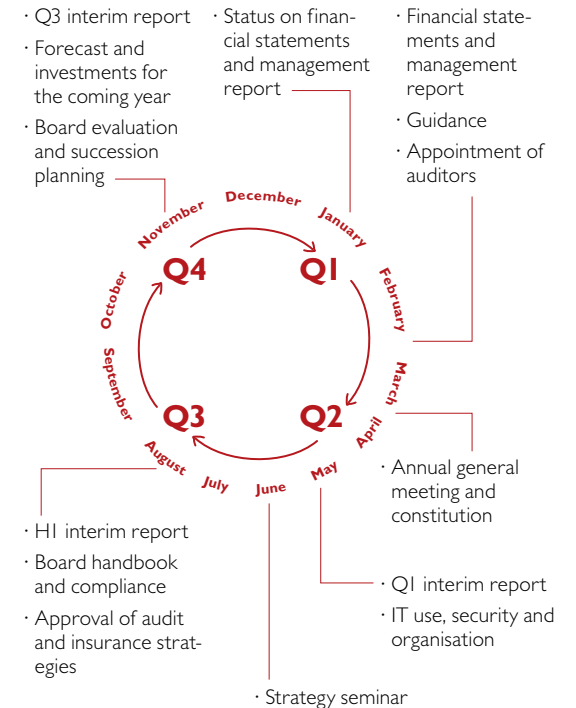 · Q3 interim report
· Forecast and
investments for
the coming year
· Board evaluation
and succession
planning
· Status on finan-
cial statements
and management
report
· Financial state-
ments and
management
report
· Guidance
· Appointment of
auditors
December
November
January
Q4
Q1
October
February
September
March
Q3
Q2
April
August
May
July
June
· Annual general
meeting and
constitution
· H1 interim report
· Board handbook
and compliance
· Approval of audit
and insurance strat-
egies
· Q1 interim report
· IT use, security and
organisation
· Strategy seminar